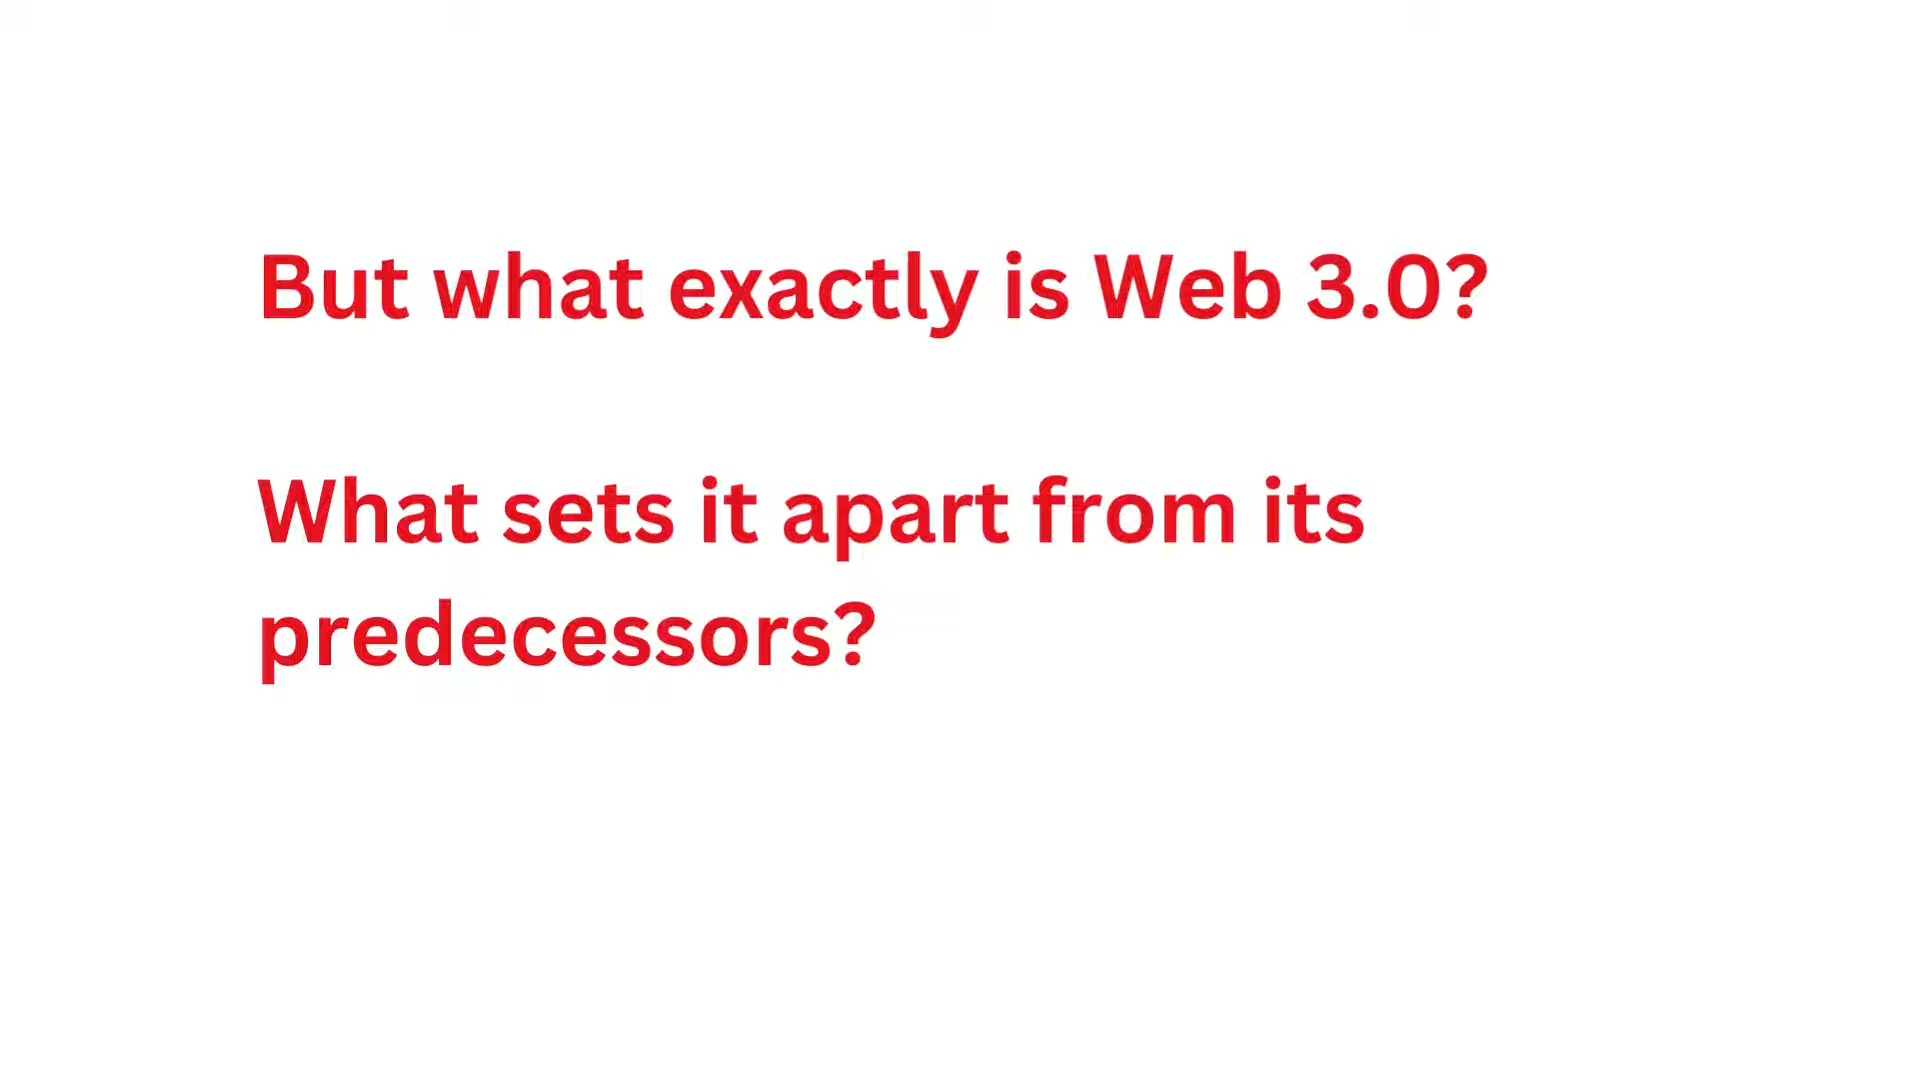 But what exactly is Web 3.0?
What sets it apart from its
predecessors?